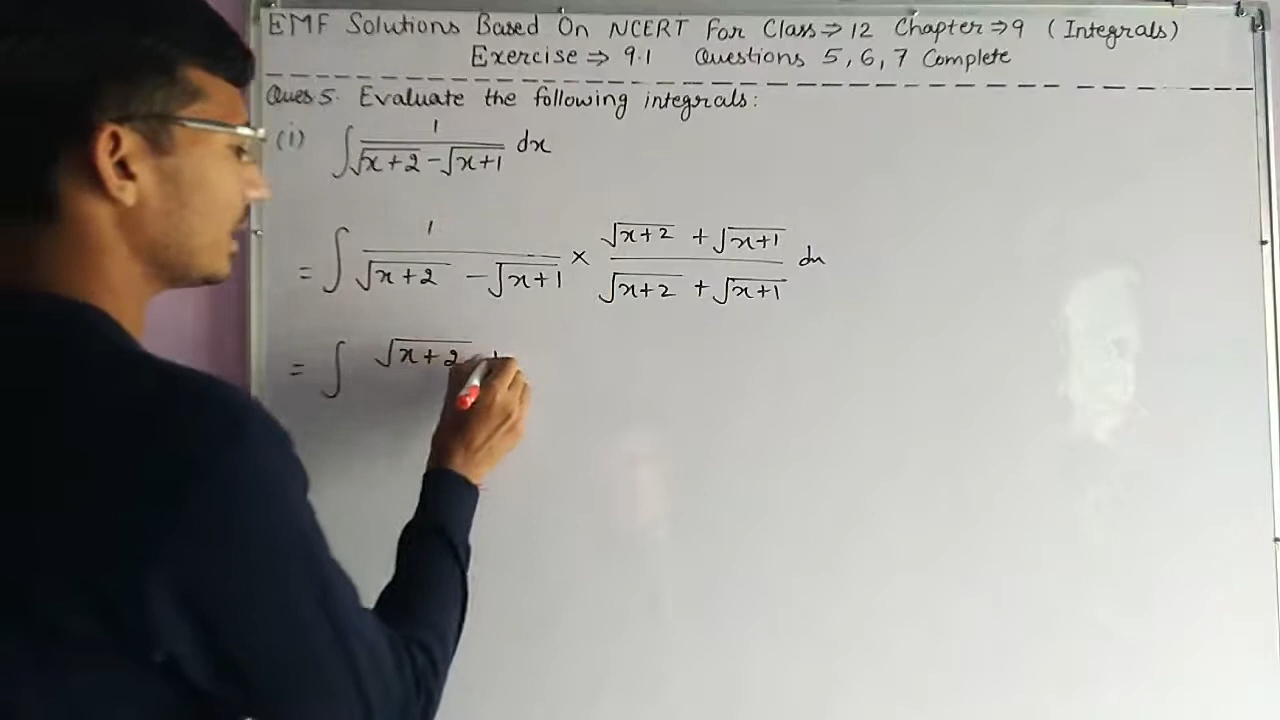 EMF Solutions Based On NCERT For Class⇒12 Chapter⇒9 (Integrals)
Exercise⇒ 9.1 Questions 5, 6, 7 Complete
Ques 5. Evaluate the following integrals:
(i) ∫ 1/(√(x+2) - √(x+1)) dx
= ∫ 1/(√(x+2) - √(x+1)) × (√(x+2) + √(x+1))/(√(x+2) + √(x+1)) dx
= ∫ √(x+2) +